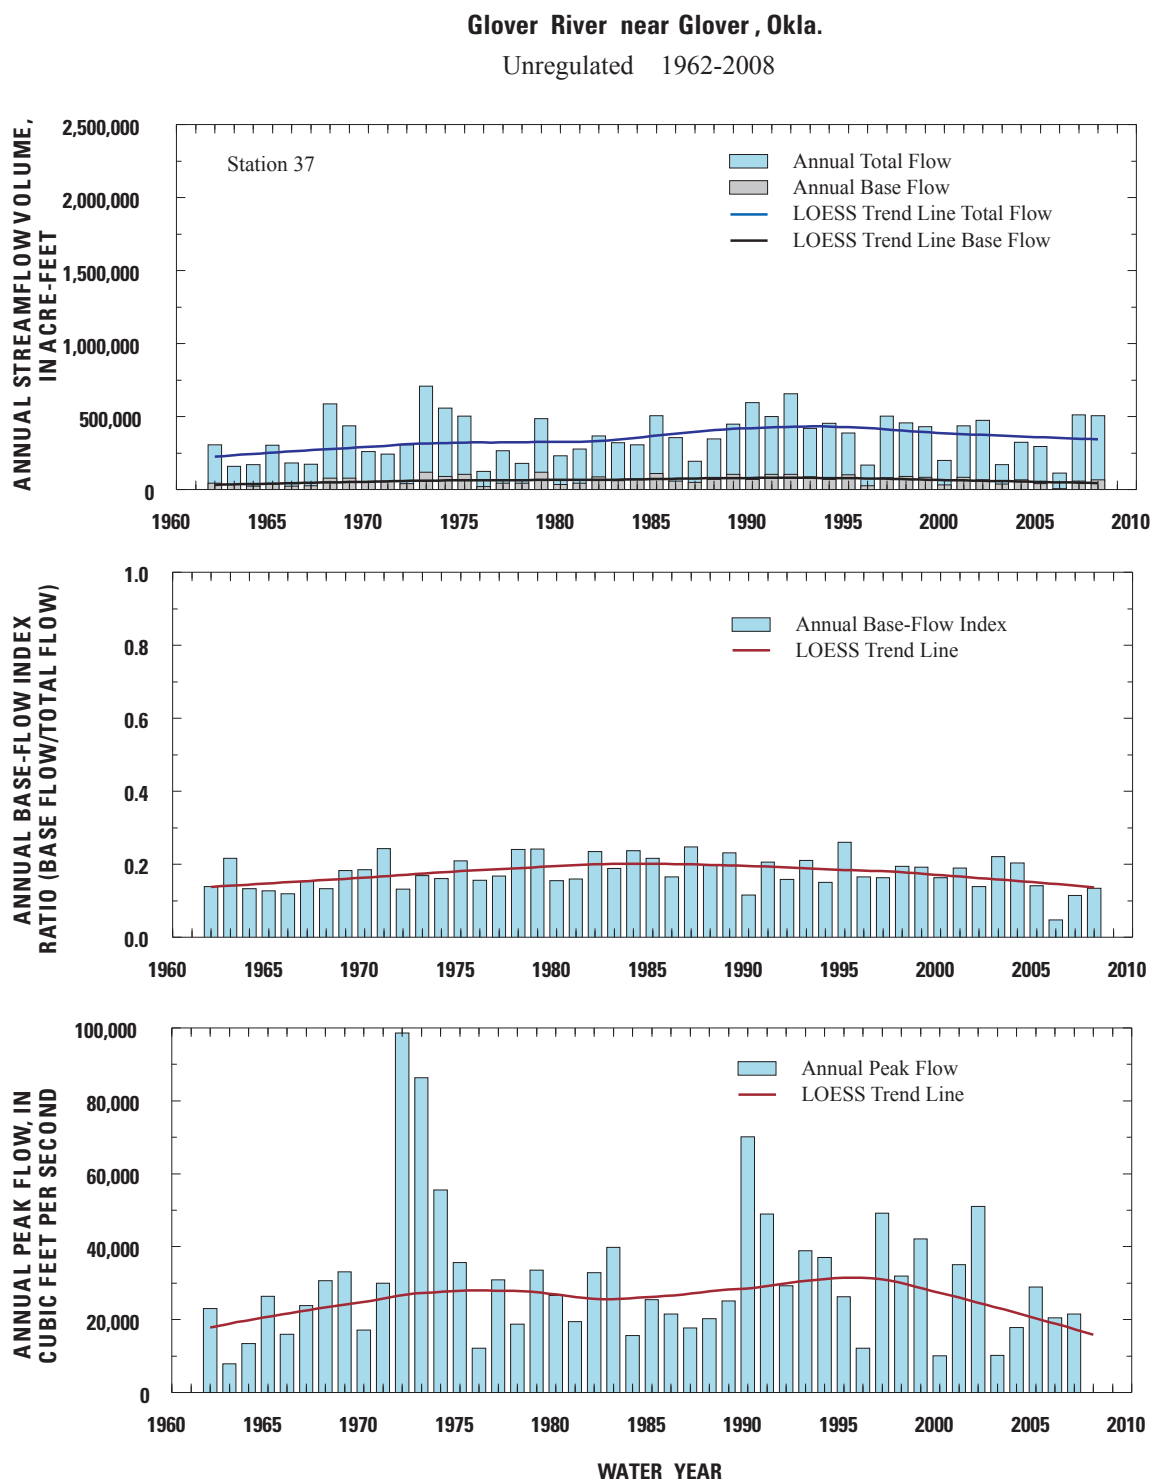 Glover River near Glover, Okla.
Unregulated 1962-2008
ANNUAL STREAMFLOW VOLUME,
IN ACRE-FEET
2,500,000
2,000,000
1,500,000
1,000,000
500,000
0
Station 37
Annual Total Flow
Annual Base Flow
LOESS Trend Line Total Flow
LOESS Trend Line Base Flow
1960 1965 1970 1975 1980 1985 1990 1995 2000 2005 2010
ANNUAL BASE-FLOW INDEX
RATIO (BASE FLOW/TOTAL FLOW)
1.0
0.8
0.6
0.4
0.2
0.0
Annual Base-Flow Index
LOESS Trend Line
1960 1965 1970 1975 1980 1985 1990 1995 2000 2005 2010
ANNUAL PEAK FLOW, IN
CUBIC FEET PER SECOND
100,000
80,000
60,000
40,000
20,000
0
Annual Peak Flow
LOESS Trend Line
1960 1965 1970 1975 1980 1985 1990 1995 2000 2005 2010
WATER YEAR